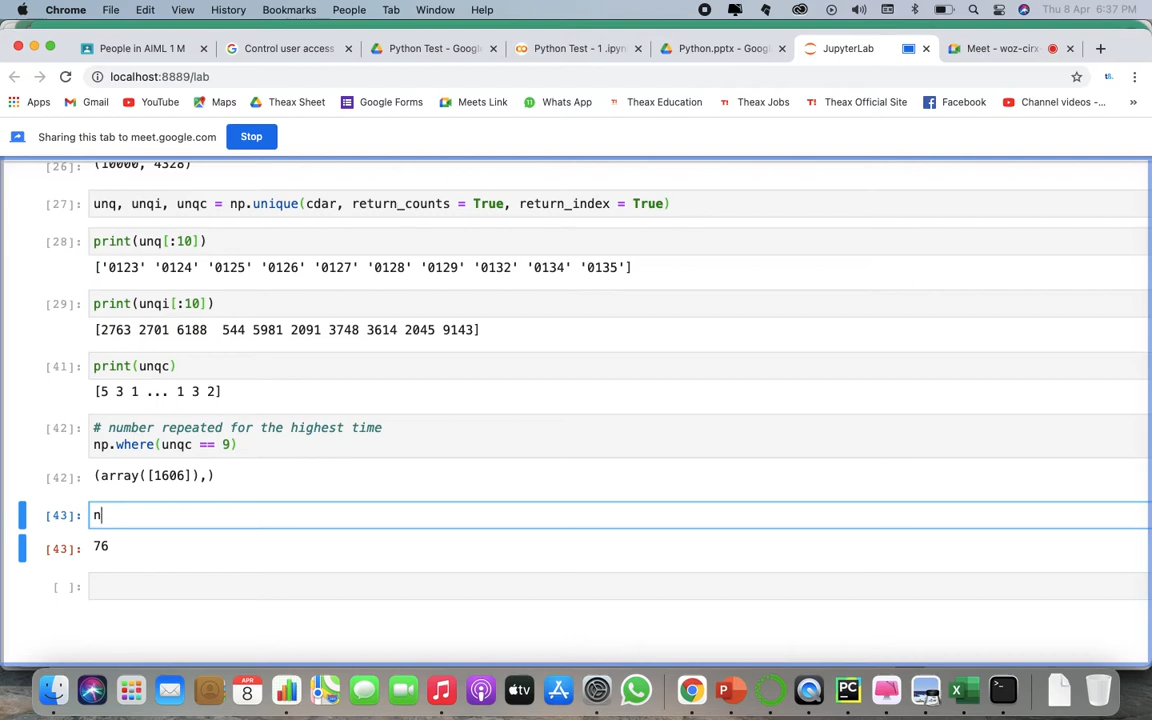 Chrome File Edit View History Bookmarks People Tab Window Help Thu 8 Apr 6:37 PM
People in AIML 1 M Control user access Python Test - Google Python Test - 1 .ipyn Python.pptx - Google JupyterLab Meet - woz-cirx-
localhost:8889/lab
Apps Gmail YouTube Maps Theax Sheet Google Forms Meets Link Whats App Theax Education Theax Jobs Theax Official Site Facebook Channel videos -...
Sharing this tab to meet.google.com Stop
[26]: (10000, 4328)
[27]: unq, unqi, unqc = np.unique(cdar, return_counts = True, return_index = True)
[28]: print(unq[:10])
['0123' '0124' '0125' '0126' '0127' '0128' '0129' '0132' '0134' '0135']
[29]: print(unqi[:10])
[2763 2701 6188 544 5981 2091 3748 3614 2045 9143]
[41]: print(unqc)
[5 3 1 ... 1 3 2]
[42]: # number repeated for the highest time
np.where(unqc == 9)
[42]: (array([1606]),)
[43]: n
[43]: 76
[ ]:
APR
8
tv
PC